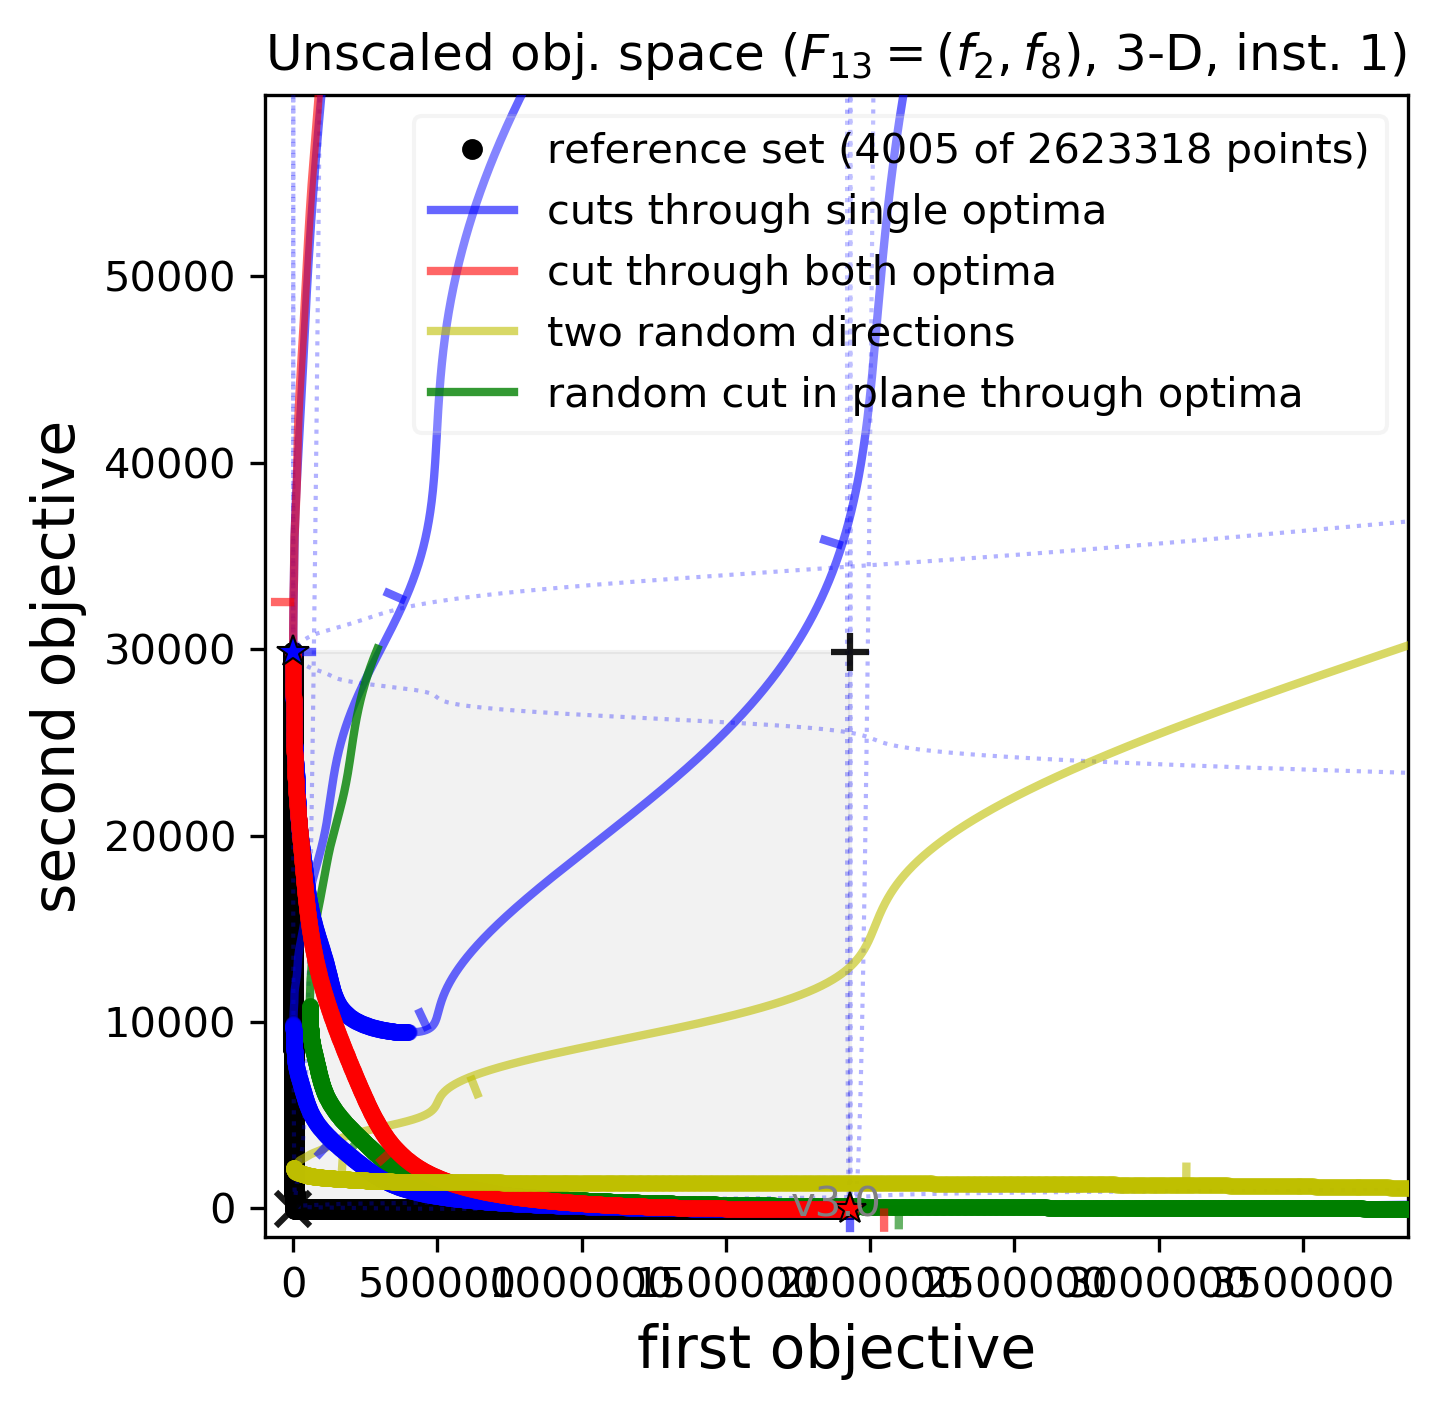 Unscaled obj. space (F13 = (f2, f8), 3-D, inst. 1)
reference set (4005 of 2623318 points)
cuts through single optima
cut through both optima
two random directions
random cut in plane through optima
50000
40000
30000
20000
10000
0
second objective
v3.0
0 500000 1000000 1500000 2000000 2500000 3000000 3500000
first objective